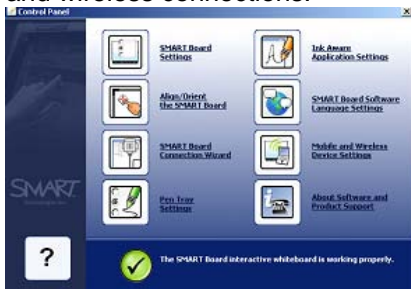 and wireless connections.
Control Panel
SMART Board
Settings
Ink Aware
Application Settings
Align/Orient
the SMART Board
SMART Board Software
Language Settings
SMART Board
Connection Wizard
Mobile and Wireless
Device Settings
Pen Tray
Settings
About Software and
Product Support
SMART
?
The SMART Board interactive whiteboard is working properly.